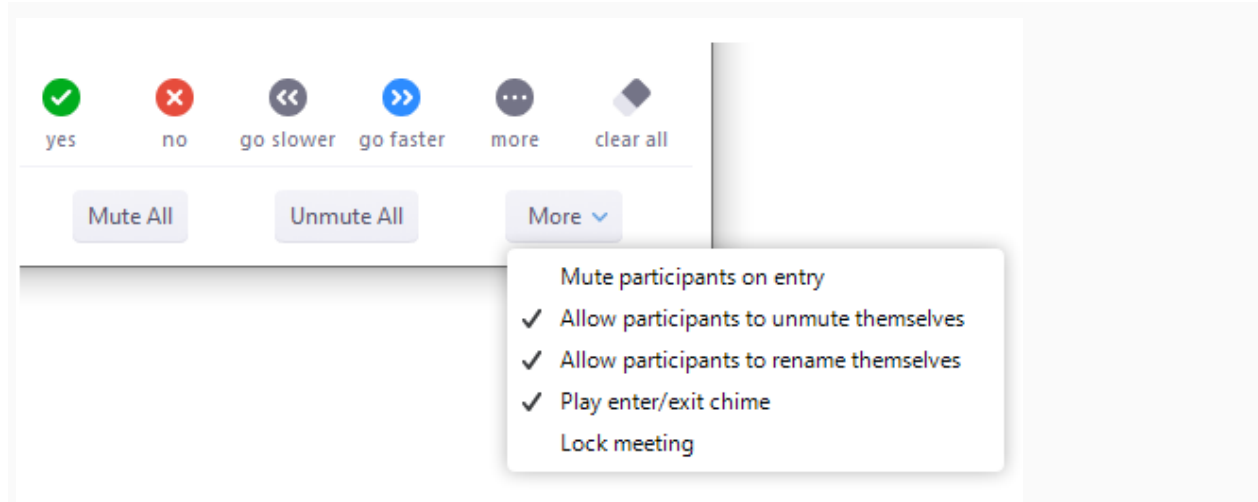 yes no go slower go faster more clear all
Mute All Unmute All More
Mute participants on entry
Allow participants to unmute themselves
Allow participants to rename themselves
Play enter/exit chime
Lock meeting